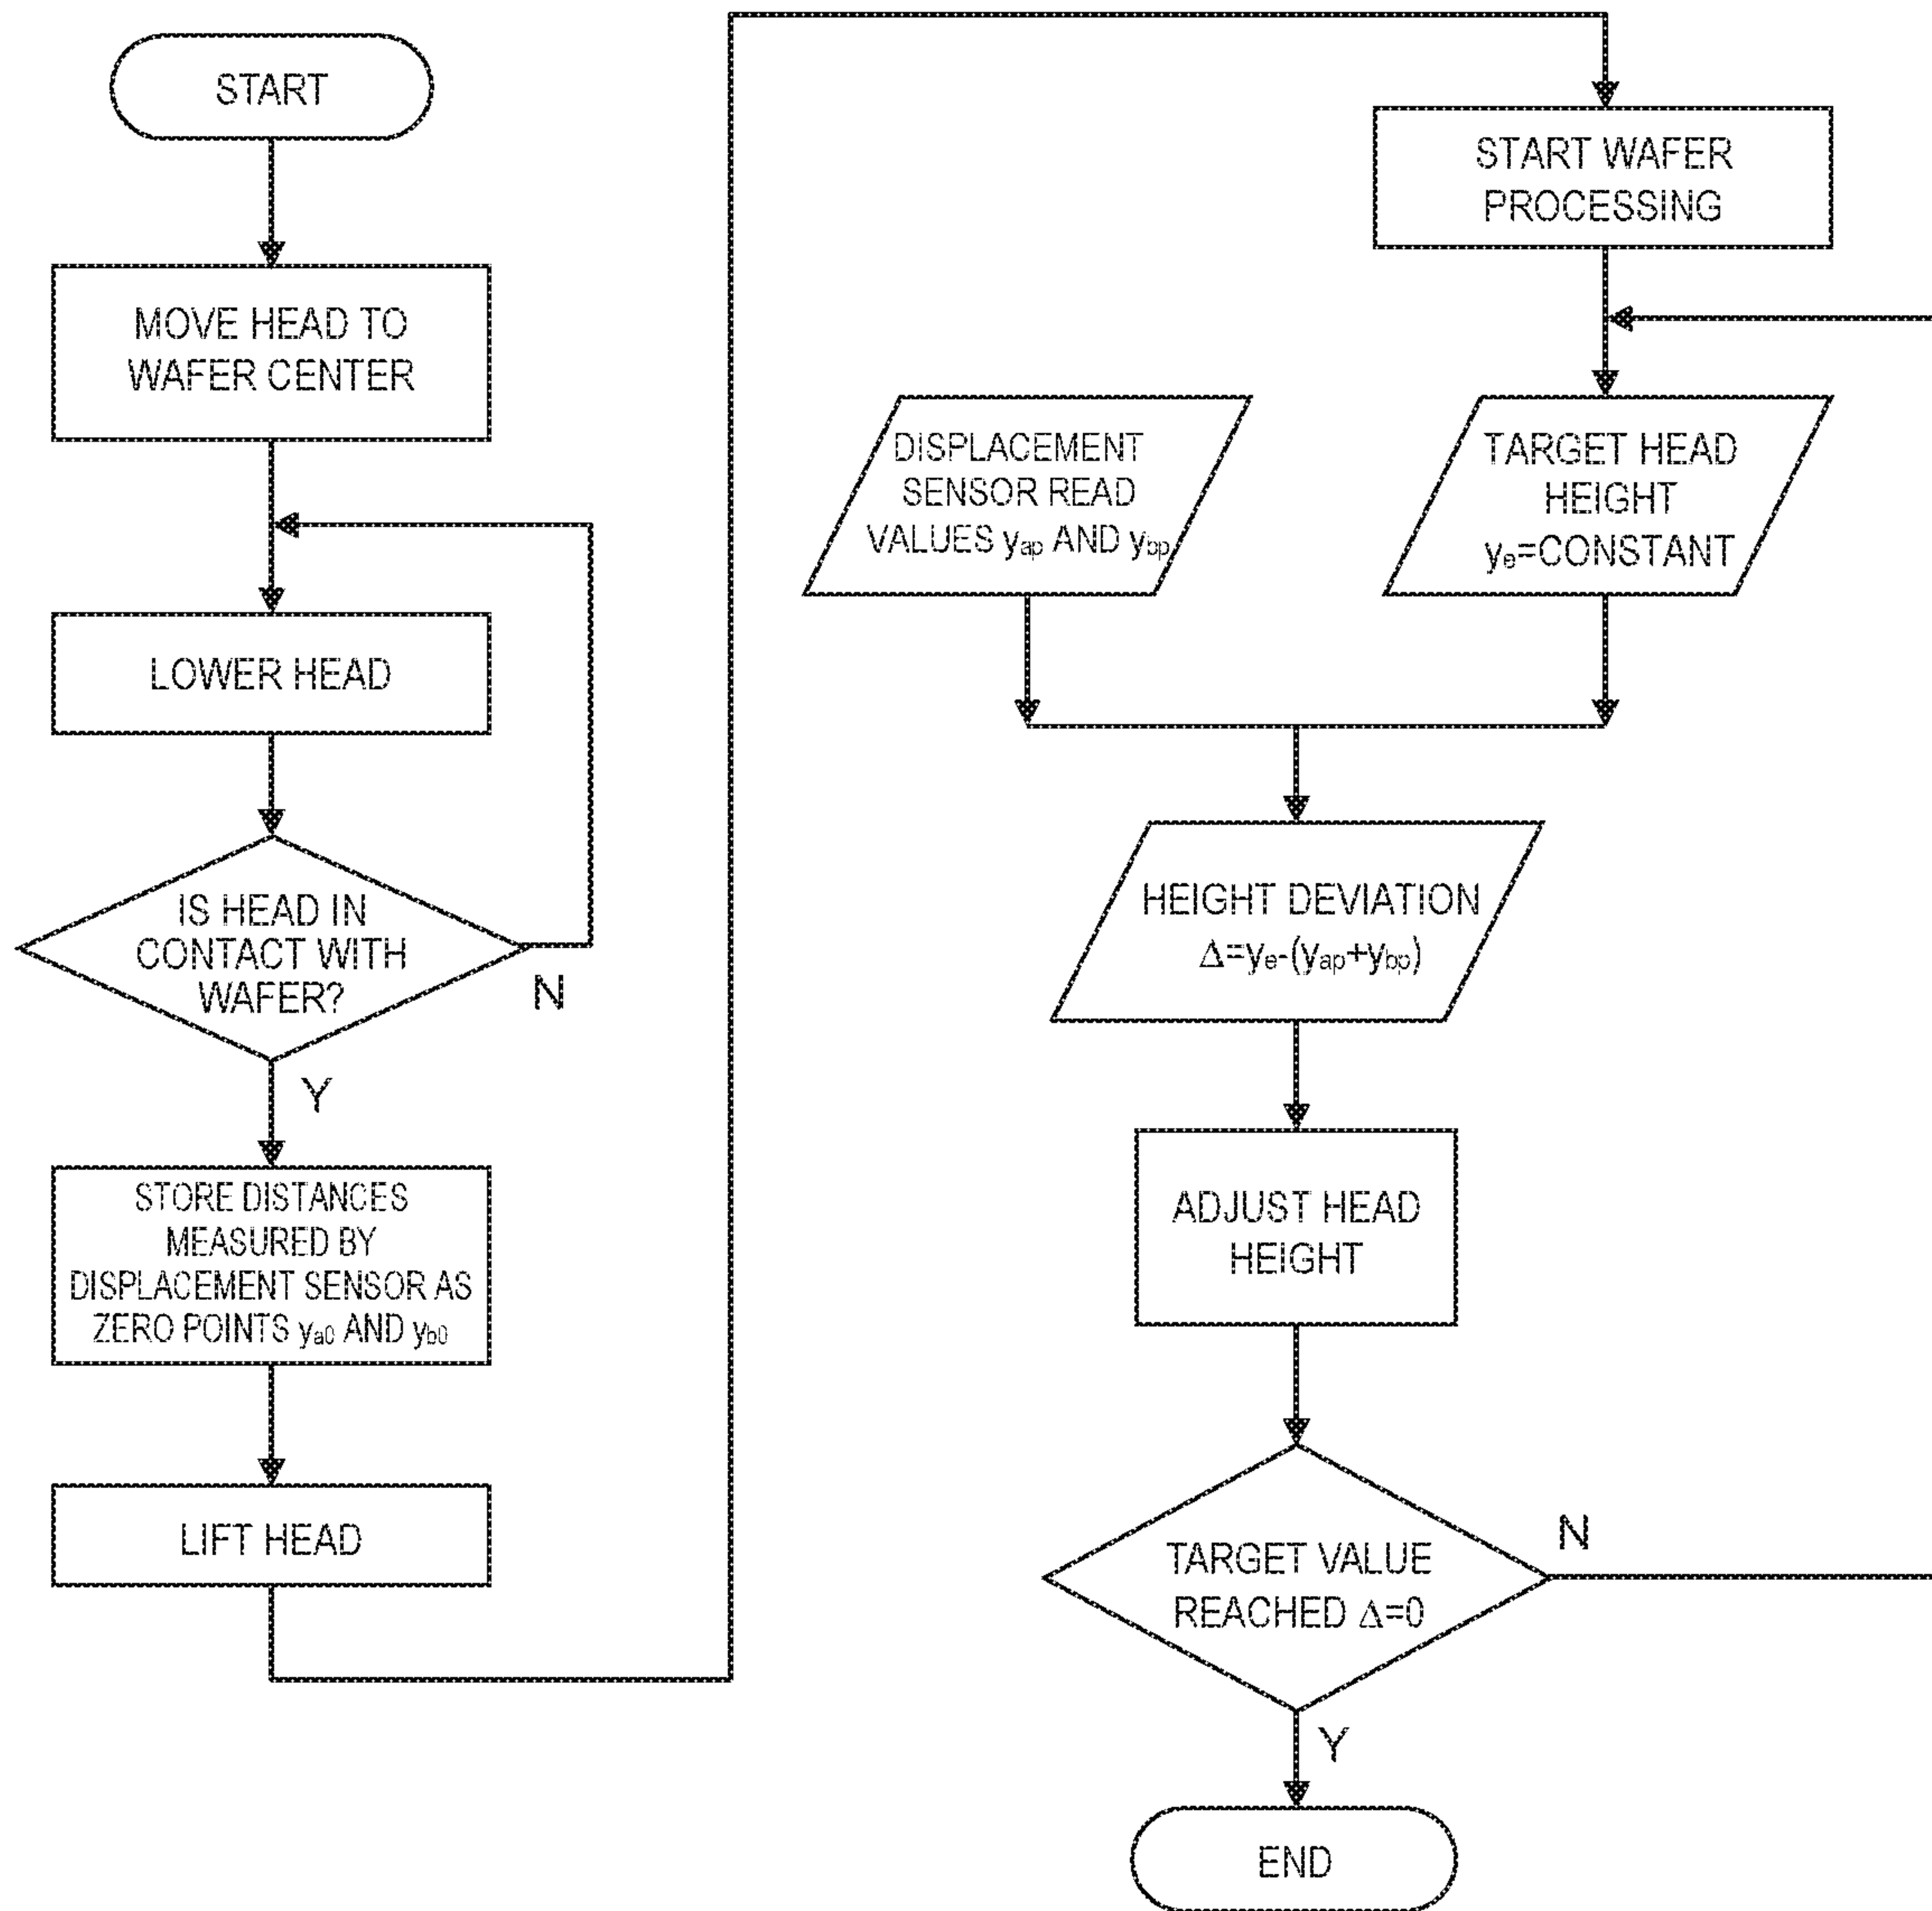 START
MOVE HEAD TO
WAFER CENTER
LOWER HEAD
IS HEAD IN
CONTACT WITH
WAFER?
N
Y
STORE DISTANCES
MEASURED BY
DISPLACEMENT SENSOR AS
ZERO POINTS ya0 AND yb0
LIFT HEAD
START WAFER
PROCESSING
DISPLACEMENT
SENSOR READ
VALUES yap AND ybp
TARGET HEAD
HEIGHT
ye=CONSTANT
HEIGHT DEVIATION
Δ=ye-(yap+ybp)
ADJUST HEAD
HEIGHT
TARGET VALUE
REACHED Δ=0
N
Y
END